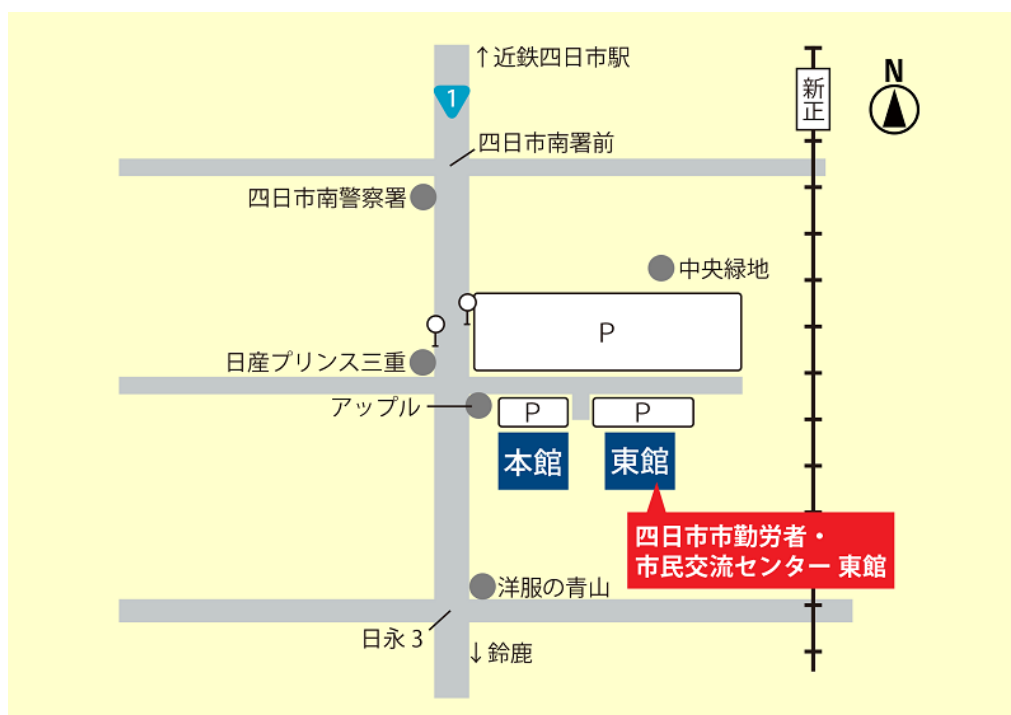 ↑近鉄四日市駅
1
新正
N
四日市南署前
四日市南警察署
中央緑地
P
日産プリンス三重
アップル
P
P
本館
東館
四日市市勤労者・
市民交流センター 東館
洋服の青山
日永3
↓鈴鹿